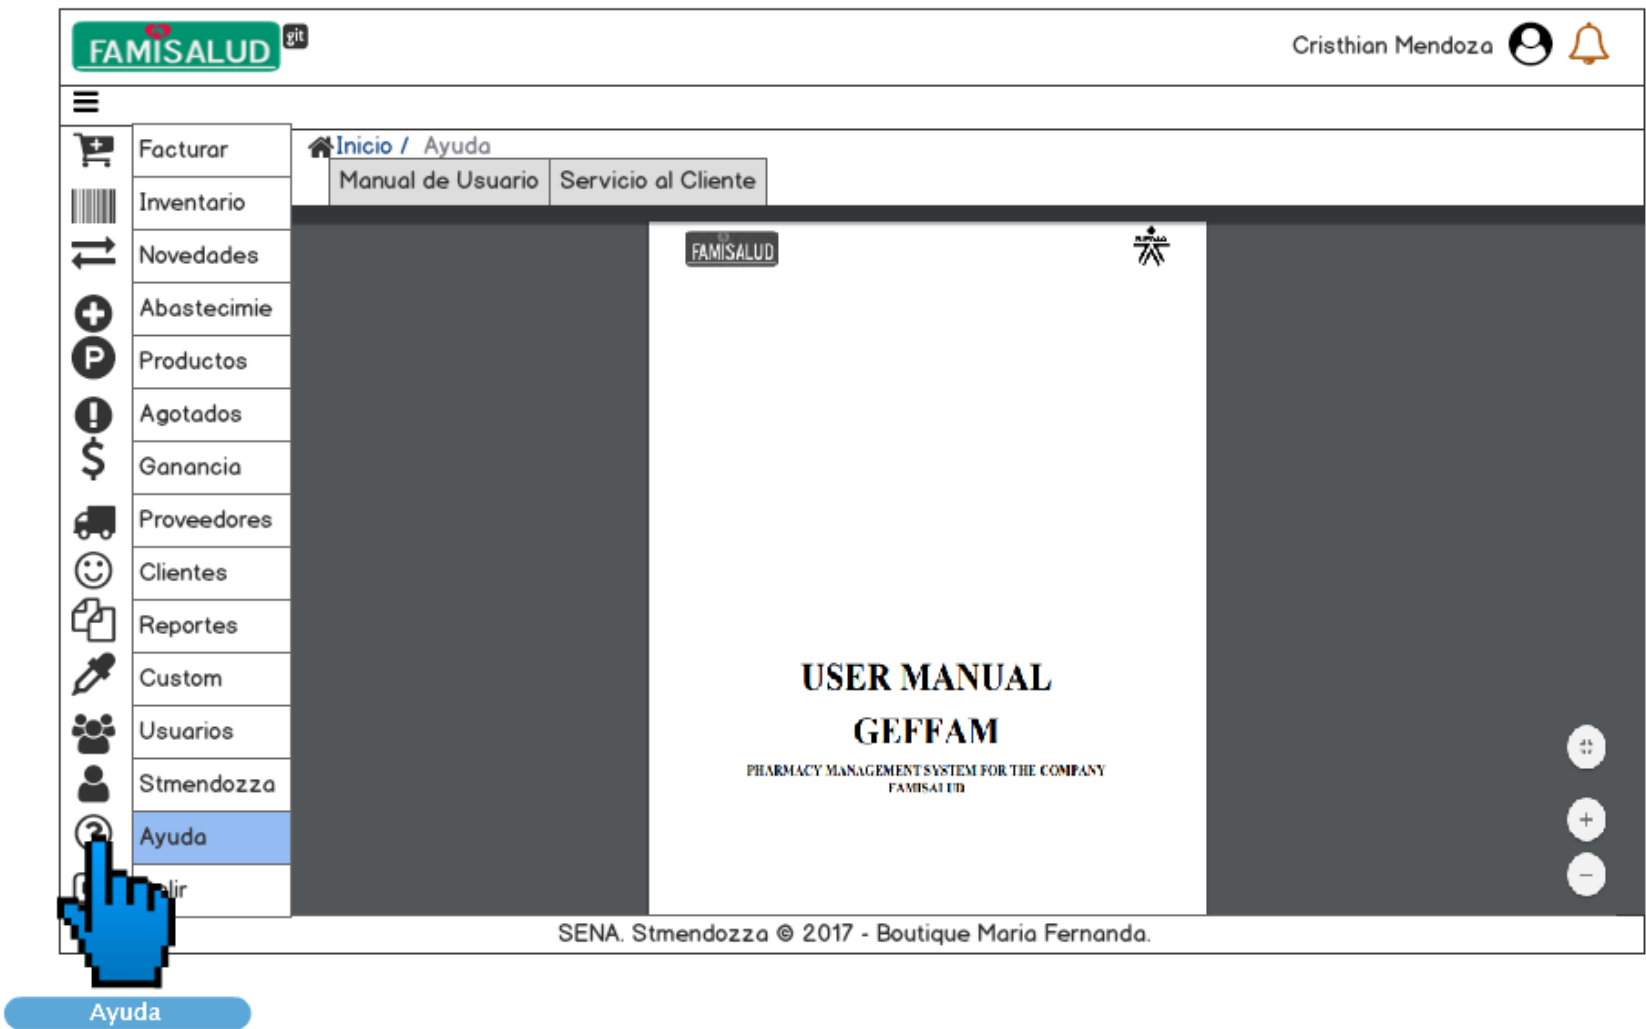 FAMISALUD git
Cristhian Mendoza
Facturar
Inventario
Novedades
Abastecimie
P
Productos
Agotados
$
Ganancia
Proveedores
Clientes
Reportes
Custom
Usuarios
Stmendozza
Ayuda
Inicio / Ayuda
Manual de Usuario Servicio al Cliente
FAMISALUD
USER MANUAL
GEFFAM
PHARMACY MANAGEMENT SYSTEM FOR THE COMPANY
FAMISALUD
SENA. Stmendozza © 2017 - Boutique Maria Fernanda.
Ayuda